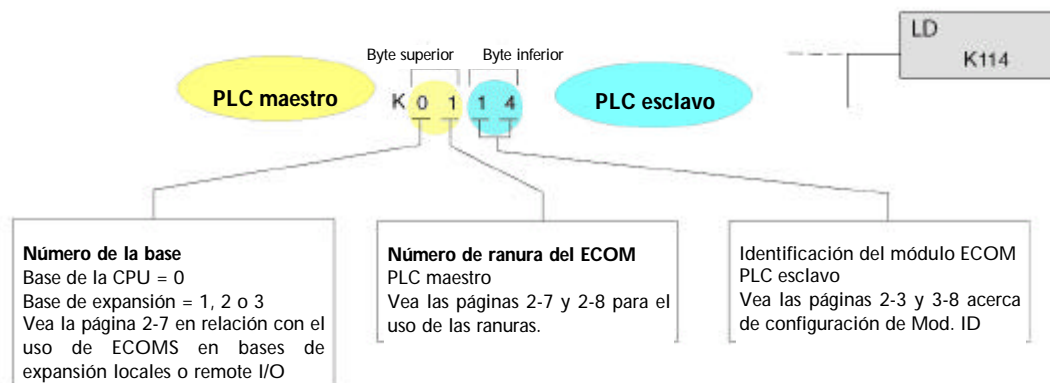 LD
K114
Byte superior Byte inferior
PLC maestro
K 0 1 1 4
PLC esclavo
Número de la base
Base de la CPU = 0
Base de expansión = 1, 2 o 3
Vea la página 2-7 en relación con el
uso de ECOMS en bases de
expansión locales o remote I/O
Número de ranura del ECOM
PLC maestro
Vea las páginas 2-7 y 2-8 para el
uso de las ranuras.
Identificación del módulo ECOM
PLC esclavo
Vea las páginas 2-3 y 3-8 acerca
de configuración de Mod. ID